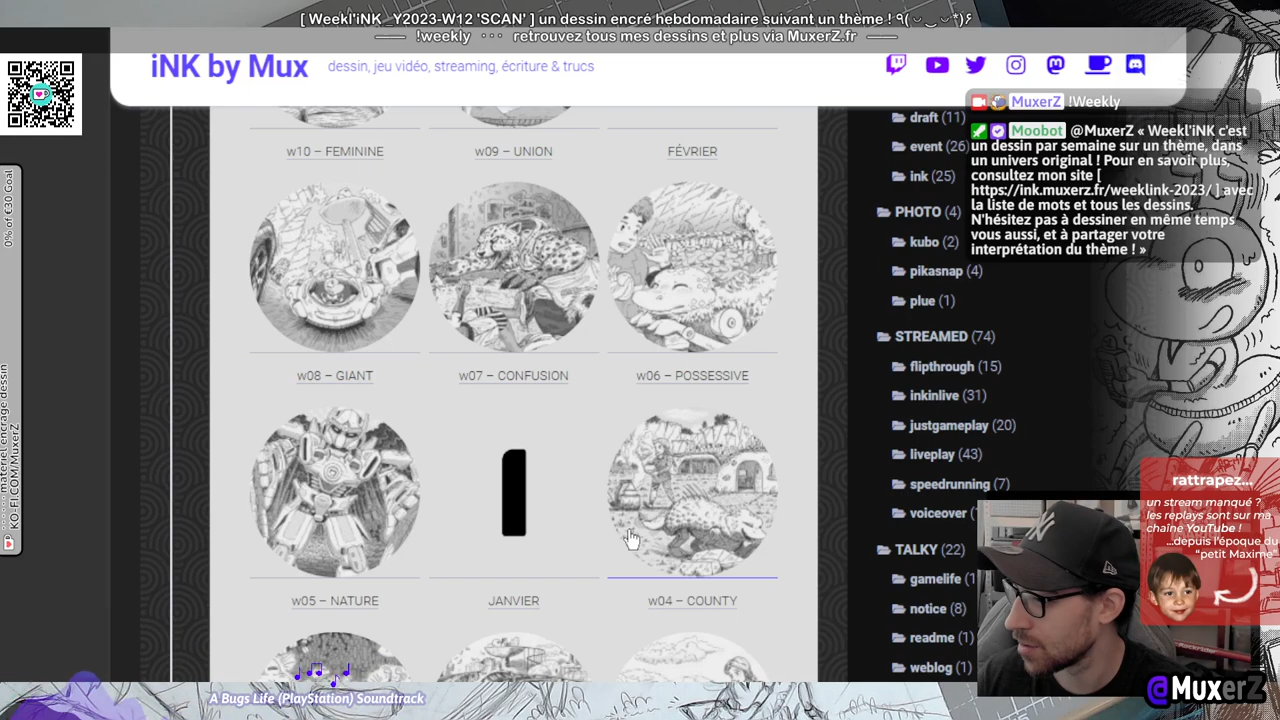 [ Weekl'iNK _Y2023-W12 'SCAN' ] un dessin encré hebdomadaire suivant un thème ! ٩(ᵕ‿ᵕ*)۶
—— !weekly ··· retrouvez tous mes dessins et plus via MuxerZ.fr ——
iNK by Mux
dessin, jeu vidéo, streaming, écriture & trucs
w10 – FEMININE
w09 – UNION
FÉVRIER
w08 – GIANT
w07 – CONFUSION
w06 – POSSESSIVE
1
w05 – NATURE
JANVIER
w04 – COUNTY
draft (11)
event (26)
ink (25)
PHOTO (4)
kubo (2)
pikasnap (4)
plue (1)
STREAMED (74)
flipthrough (15)
inkinlive (31)
justgameplay (20)
liveplay (43)
speedrunning (7)
voiceover (
TALKY (22)
gamelife (1
notice (8)
readme (1)
weblog (1)
MuxerZ !Weekly
Moobot @MuxerZ « Weekl'iNK c'est
un dessin par semaine sur un thème, dans
un univers original ! Pour en savoir plus,
consultez mon site [
https://ink.muxerz.fr/weeklink-2023/ ] avec
la liste de mots et tous les dessins.
N'hésitez pas à dessiner en même temps
vous aussi, et à partager votre
interprétation du thème ! »
rattrapez...
un stream manqué ?
les replays sont sur ma
chaîne YouTube !
...depuis l'époque du
"petit Maxime"
@MuxerZ
A Bugs Life (PlayStation) Soundtrack
0% of €30 Goal
matériel encrage dessin
KO-FI.COM/MuxerZ